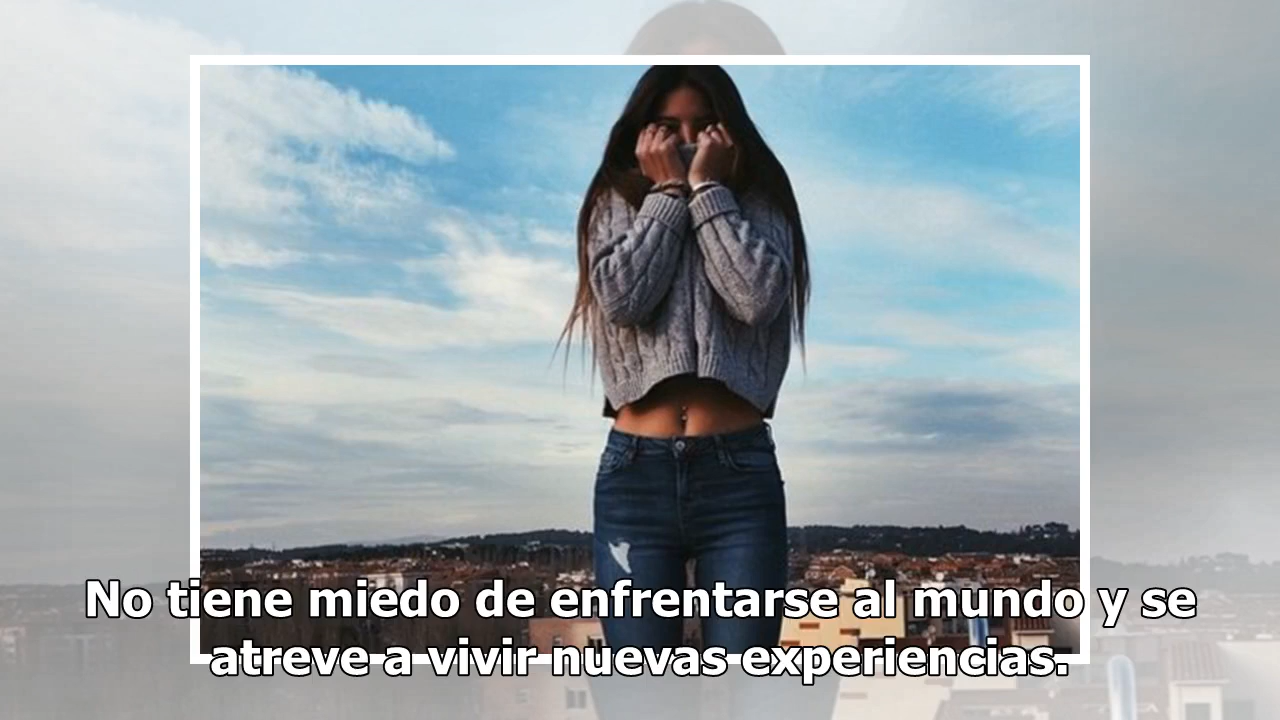 No tiene miedo de enfrentarse al mundo y se
atreve a vivir nuevas experiencias.